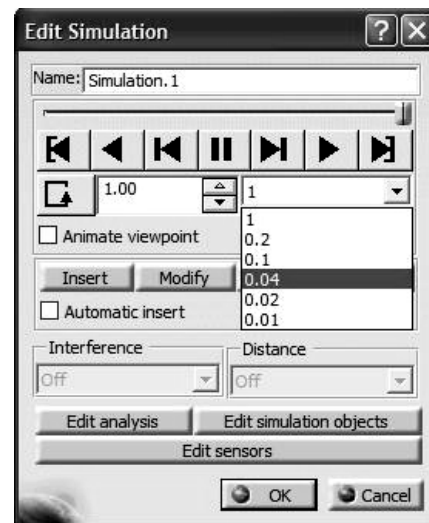 Edit Simulation
Name: Simulation.1
1.00 1
Animate viewpoint
1
0.2
0.1
0.04
0.02
0.01
Insert Modify
Automatic insert
Interference Distance
Off Off
Edit analysis Edit simulation objects
Edit sensors
OK Cancel